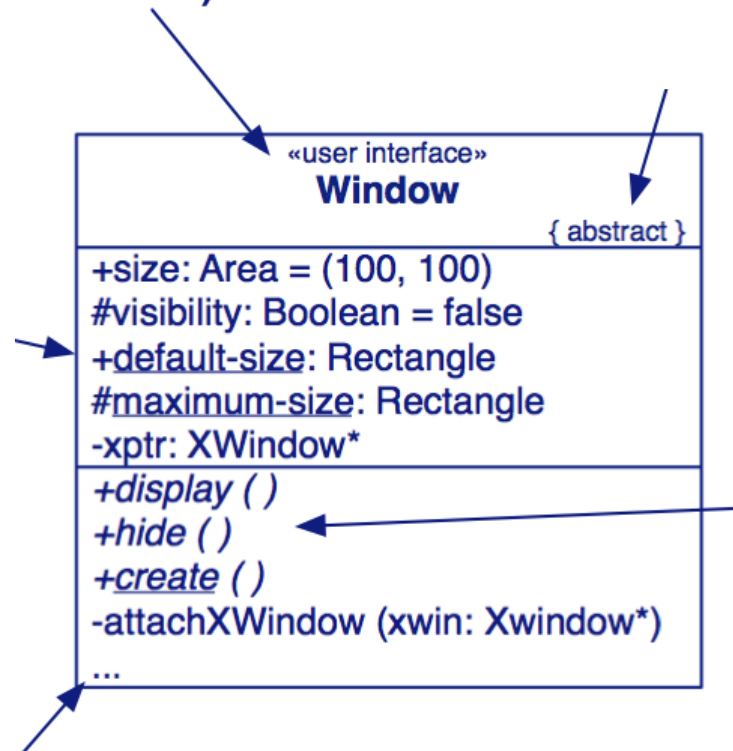 «user interface»
Window
{ abstract }
+size: Area = (100, 100)
#visibility: Boolean = false
+default-size: Rectangle
#maximum-size: Rectangle
-xptr: XWindow*
+display ( )
+hide ( )
+create ( )
-attachXWindow (xwin: Xwindow*)
...